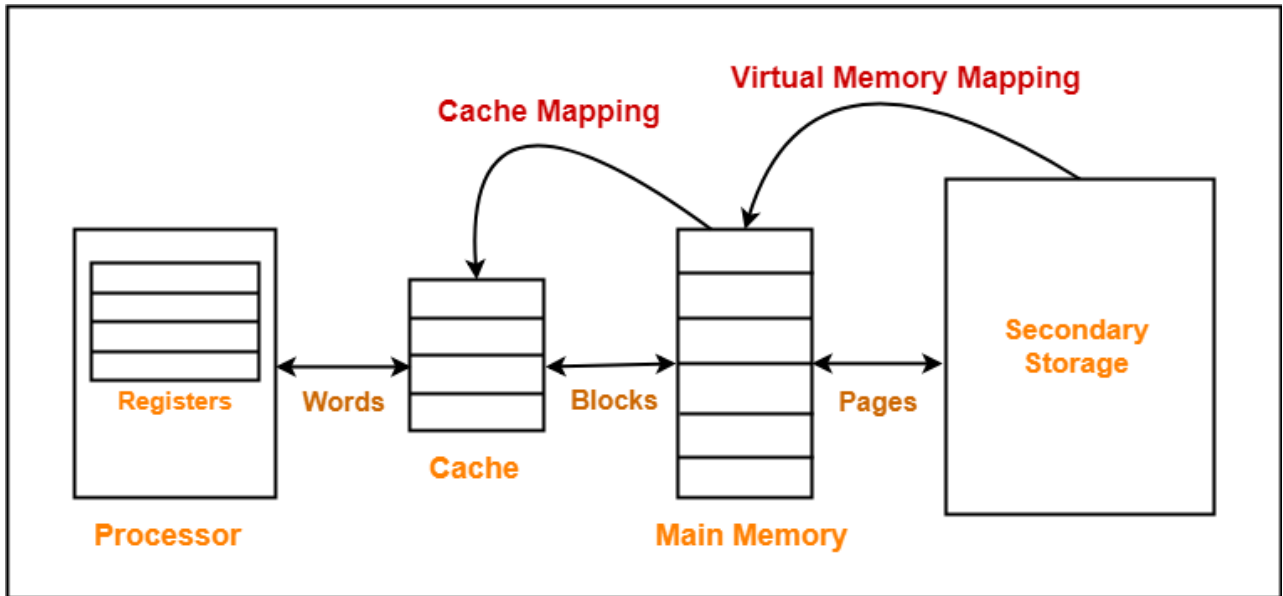 Virtual Memory Mapping
Cache Mapping
Registers
Words
Blocks
Pages
Secondary
Storage
Cache
Processor
Main Memory